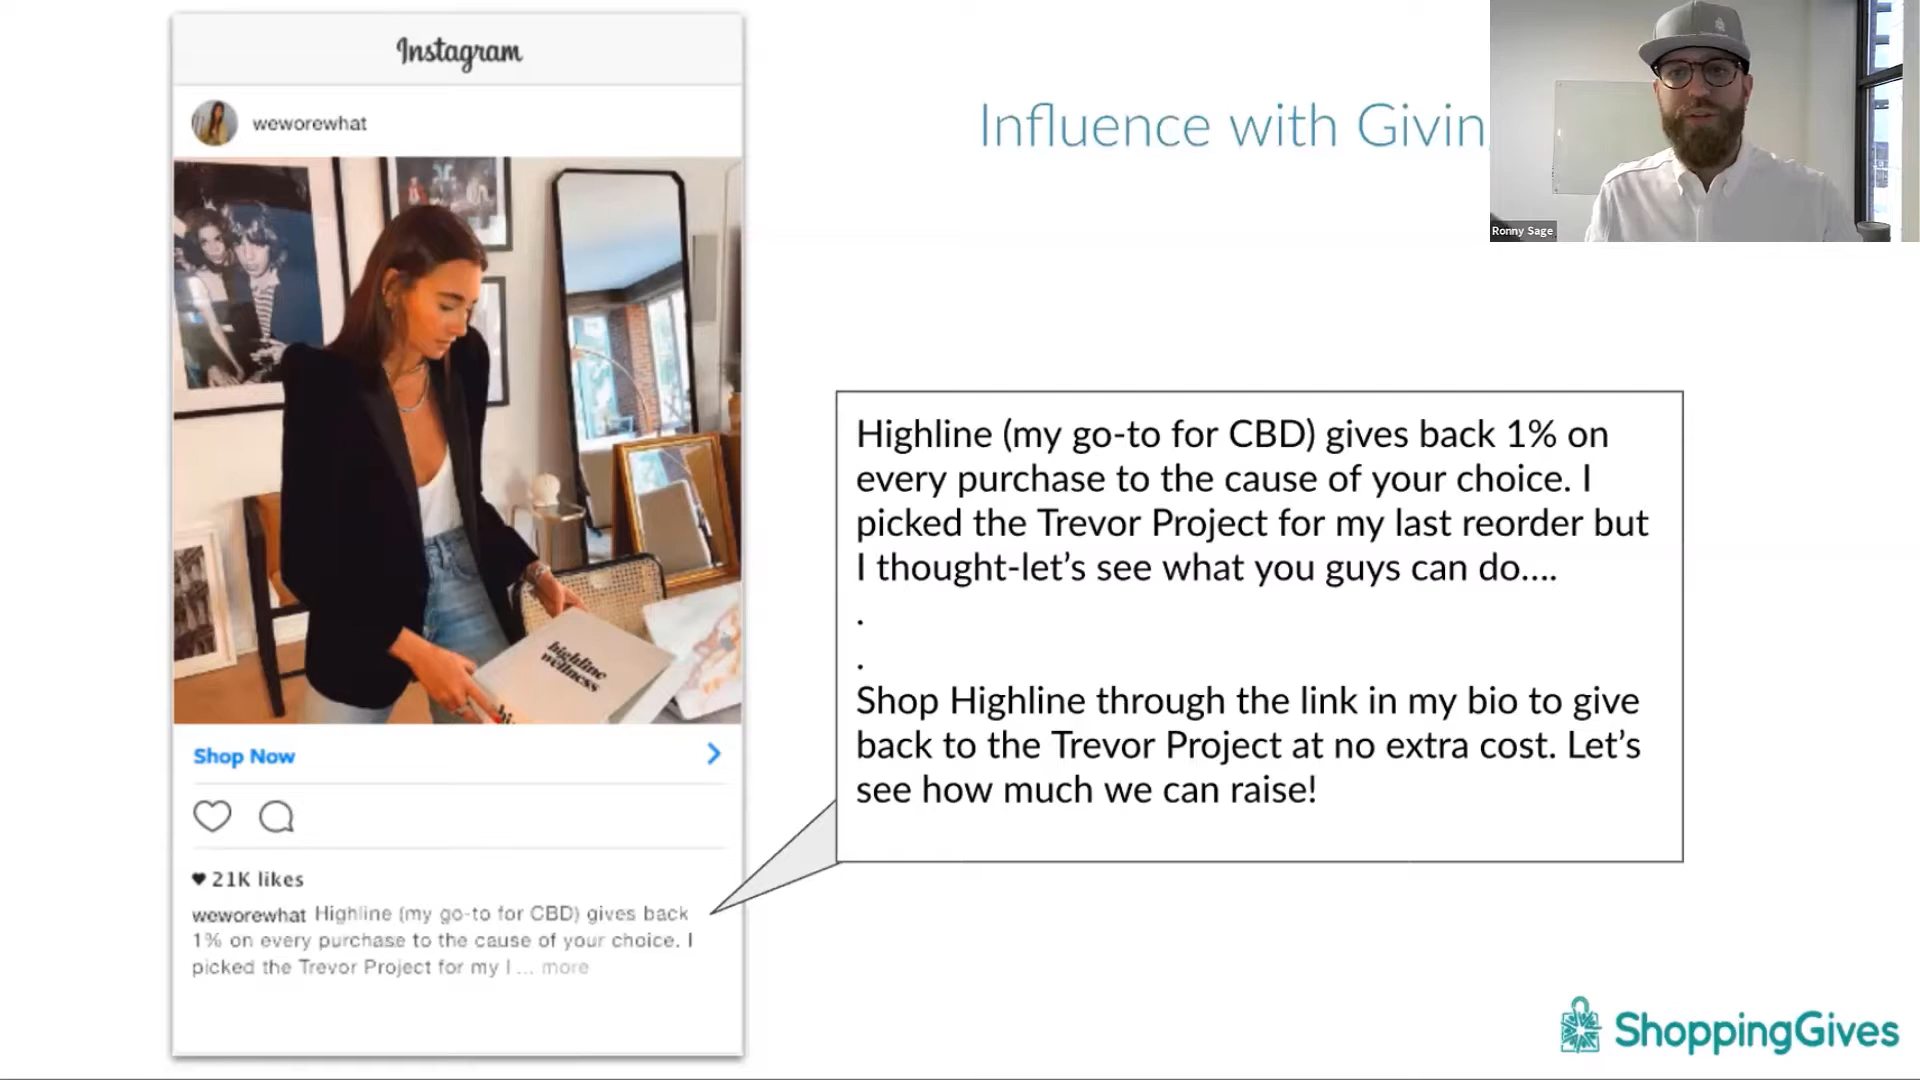 Instagram
weworewhat
Influence with Givin
Ronny Sage
highline
wellness
Highline (my go-to for CBD) gives back 1% on
every purchase to the cause of your choice. I
picked the Trevor Project for my last reorder but
I thought-let's see what you guys can do....
.
.
Shop Highline through the link in my bio to give
back to the Trevor Project at no extra cost. Let's
see how much we can raise!
Shop Now
21K likes
weworewhat Highline (my go-to for CBD) gives back
1% on every purchase to the cause of your choice. I
picked the Trevor Project for my l ... more
ShoppingGives